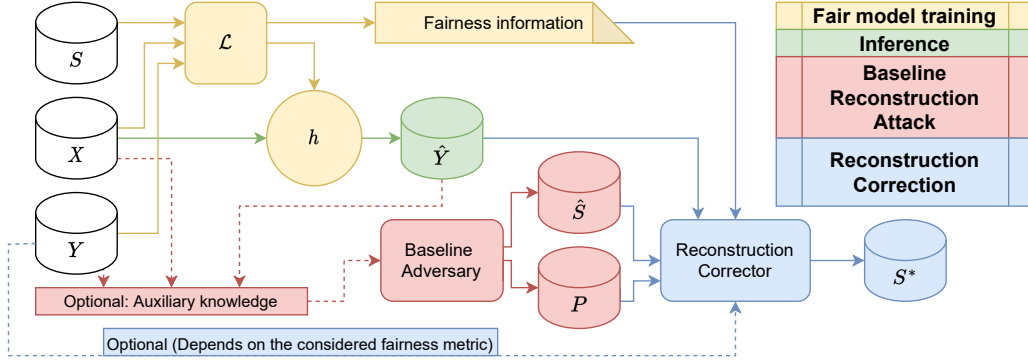 S
𝓛
Fairness information
Fair model training
Inference
Baseline
Reconstruction
Attack
Reconstruction
Correction
X
h
Ŷ
Y
Baseline
Adversary
Ŝ
P
Reconstruction
Corrector
S*
Optional: Auxiliary knowledge
Optional (Depends on the considered fairness metric)